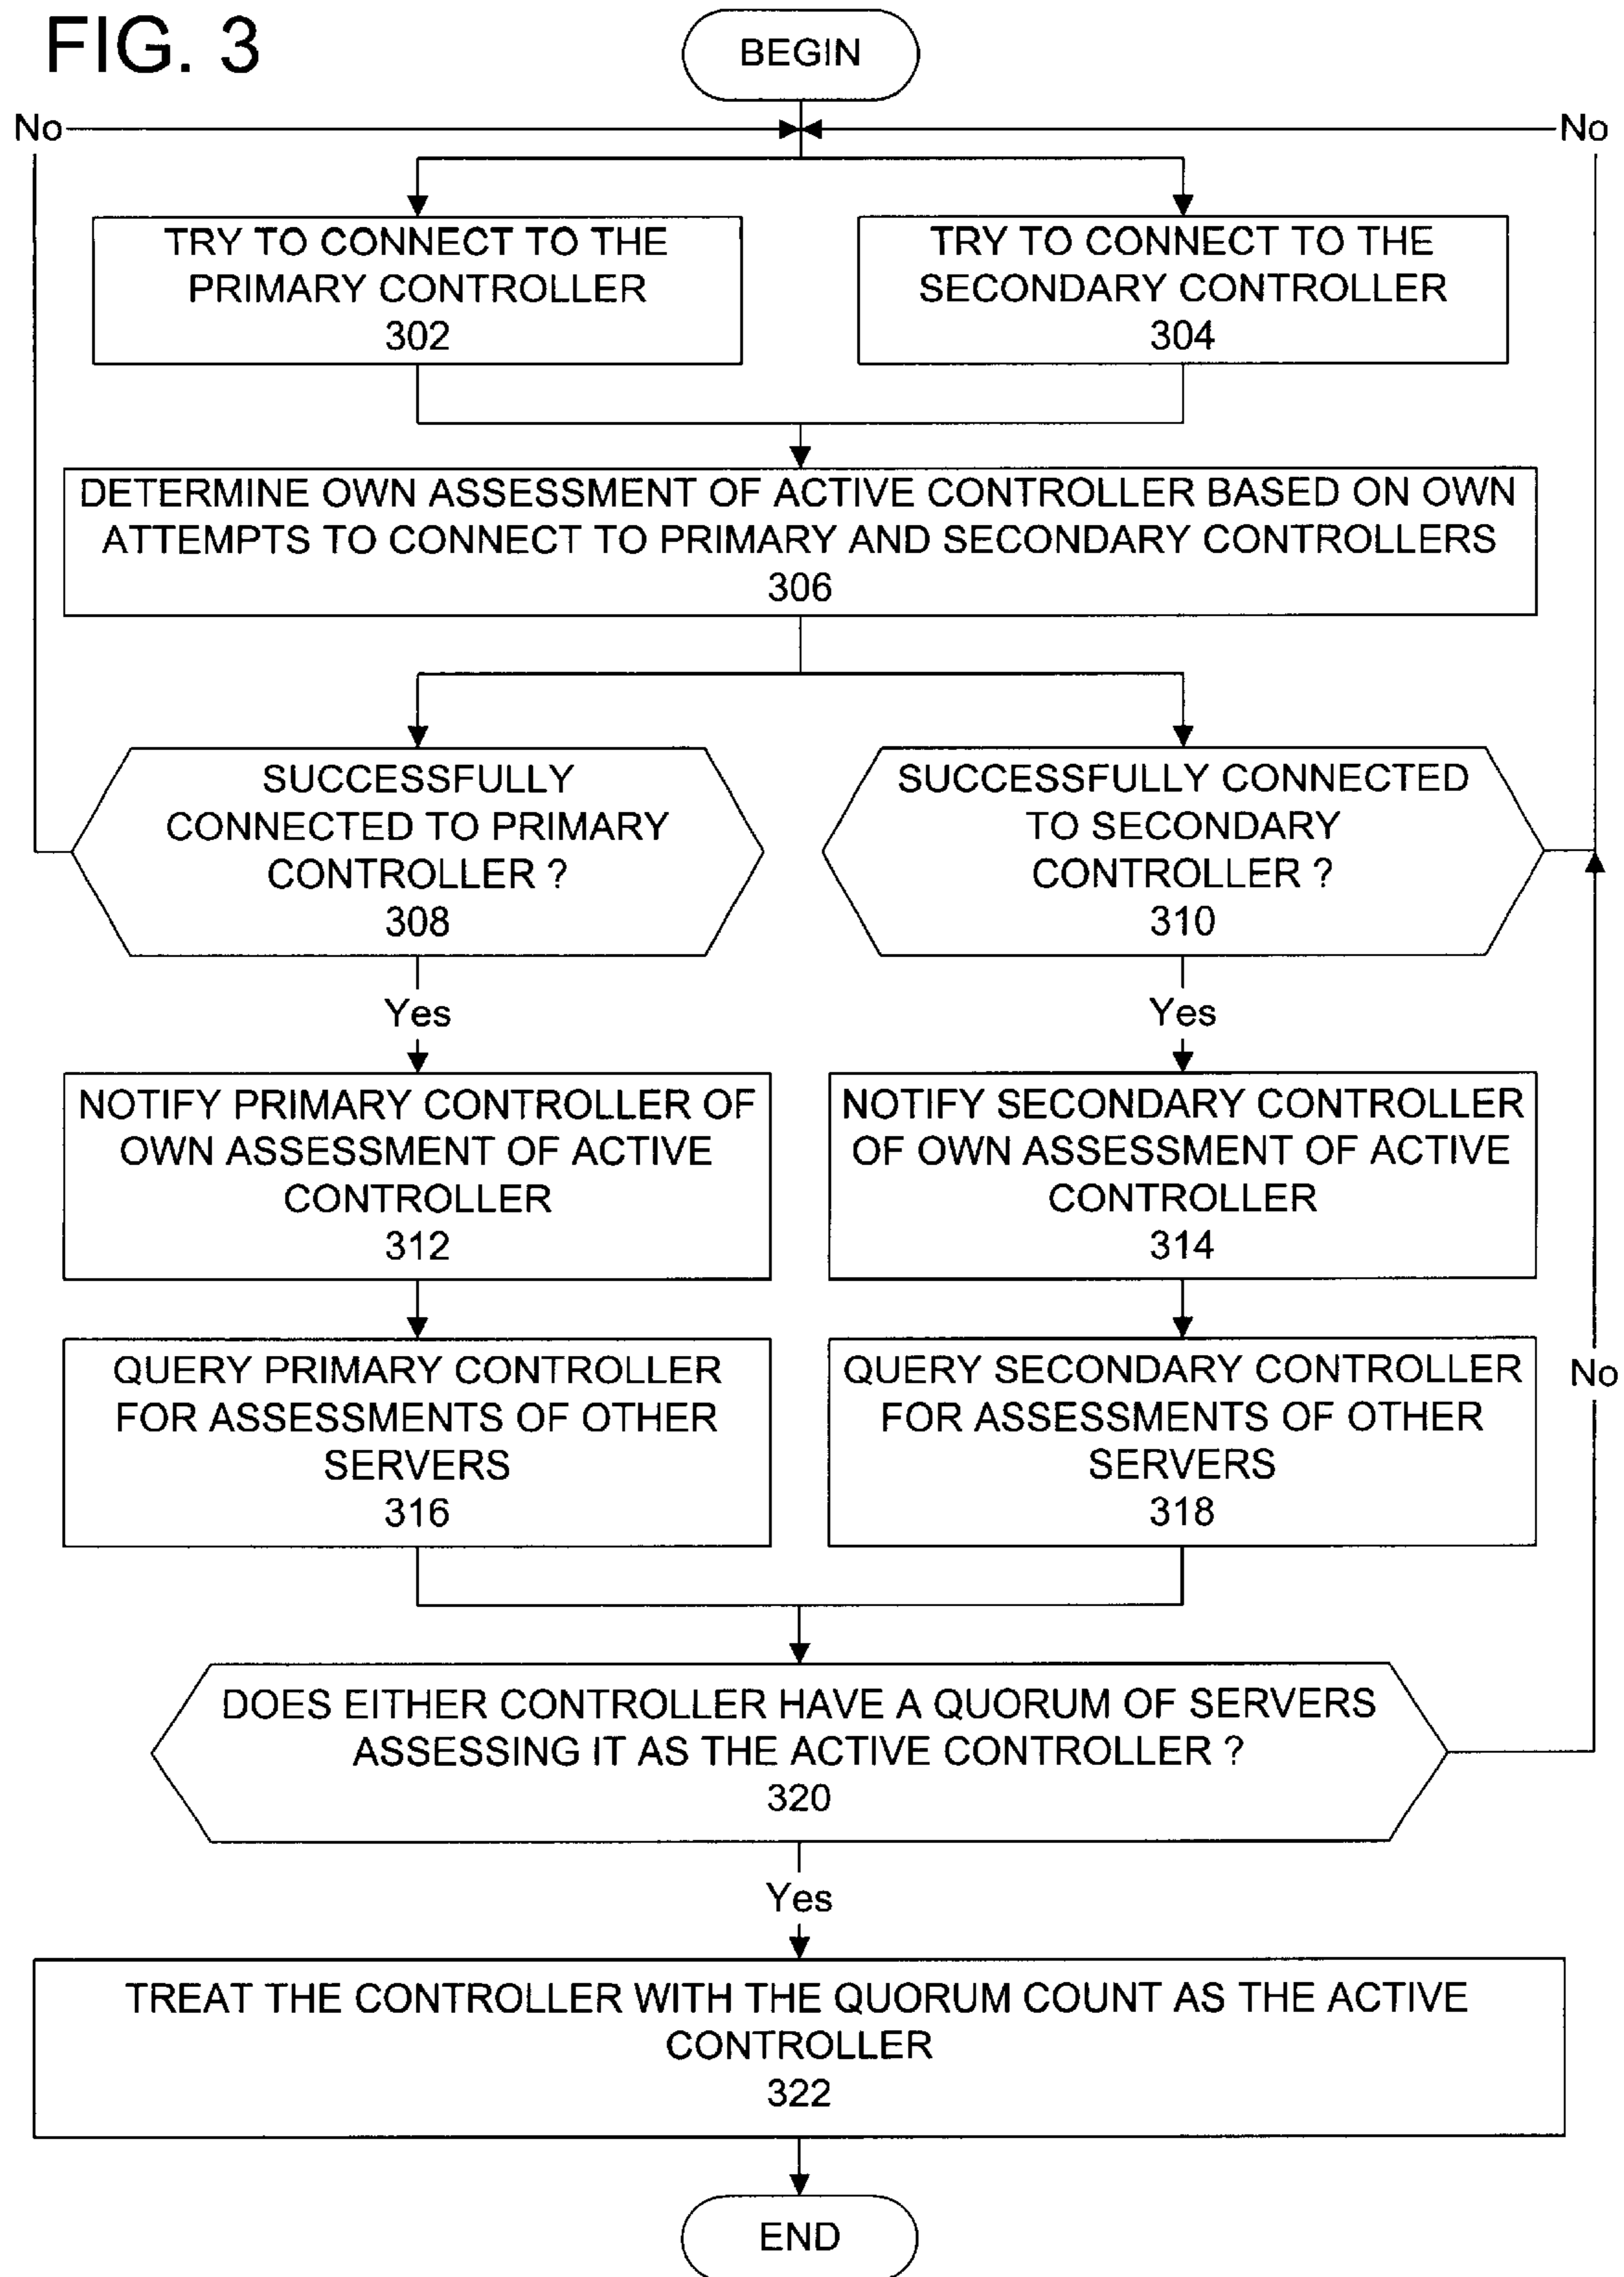 FIG. 3
BEGIN
No
No
TRY TO CONNECT TO THE
PRIMARY CONTROLLER
302
TRY TO CONNECT TO THE
SECONDARY CONTROLLER
304
DETERMINE OWN ASSESSMENT OF ACTIVE CONTROLLER BASED ON OWN
ATTEMPTS TO CONNECT TO PRIMARY AND SECONDARY CONTROLLERS
306
SUCCESSFULLY
CONNECTED TO PRIMARY
CONTROLLER ?
308
SUCCESSFULLY CONNECTED
TO SECONDARY
CONTROLLER ?
310
Yes
Yes
NOTIFY PRIMARY CONTROLLER OF
OWN ASSESSMENT OF ACTIVE
CONTROLLER
312
NOTIFY SECONDARY CONTROLLER
OF OWN ASSESSMENT OF ACTIVE
CONTROLLER
314
QUERY PRIMARY CONTROLLER
FOR ASSESSMENTS OF OTHER
SERVERS
316
QUERY SECONDARY CONTROLLER
FOR ASSESSMENTS OF OTHER
SERVERS
318
No
DOES EITHER CONTROLLER HAVE A QUORUM OF SERVERS
ASSESSING IT AS THE ACTIVE CONTROLLER ?
320
Yes
TREAT THE CONTROLLER WITH THE QUORUM COUNT AS THE ACTIVE
CONTROLLER
322
END